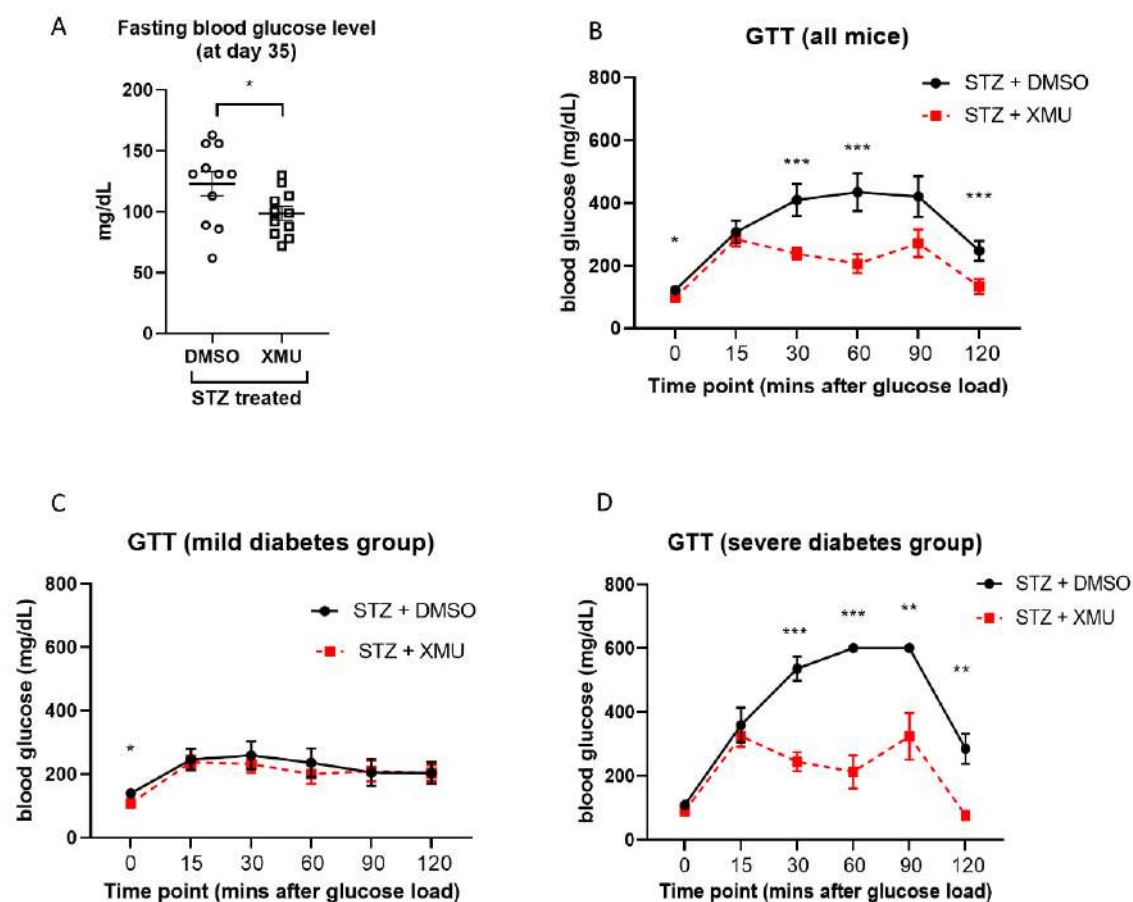 A
Fasting blood glucose level
(at day 35)
*
200
150
100
50
0
mg/dL
DMSO XMU
STZ treated
B
GTT (all mice)
STZ + DMSO
STZ + XMU
800
600
400
200
0
blood glucose (mg/dL)
* *** *** ***
0 15 30 60 90 120
Time point (mins after glucose load)
C
GTT (mild diabetes group)
STZ + DMSO
STZ + XMU
800
600
400
200
0
blood glucose (mg/dL)
*
0 15 30 60 90 120
Time point (mins after glucose load)
D
GTT (severe diabetes group)
STZ + DMSO
STZ + XMU
800
600
400
200
0
blood glucose (mg/dL)
*** *** ** **
0 15 30 60 90 120
Time point (mins after glucose load)